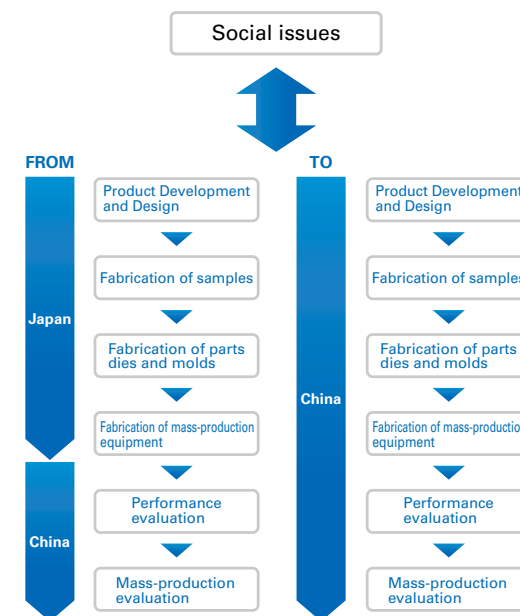 Social issues
FROM
Japan
China
Product Development
and Design
Fabrication of samples
Fabrication of parts
dies and molds
Fabrication of mass-production
equipment
Performance
evaluation
Mass-production
evaluation
TO
China
Product Development
and Design
Fabrication of samples
Fabrication of parts
dies and molds
Fabrication of mass-production
equipment
Performance
evaluation
Mass-production
evaluation